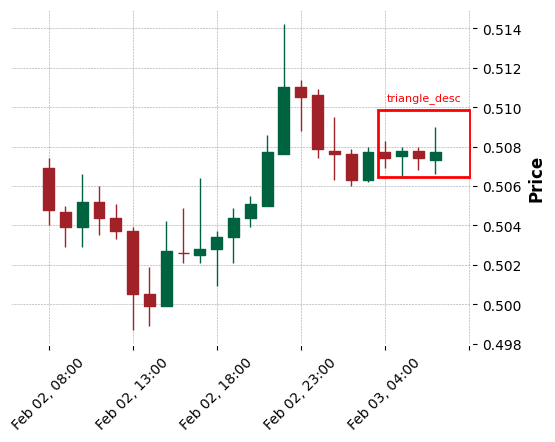 triangle_desc
0.514
0.512
0.510
0.508
0.506
0.504
0.502
0.500
0.498
Price
Feb 02, 08:00
Feb 02, 13:00
Feb 02, 18:00
Feb 02, 23:00
Feb 03, 04:00